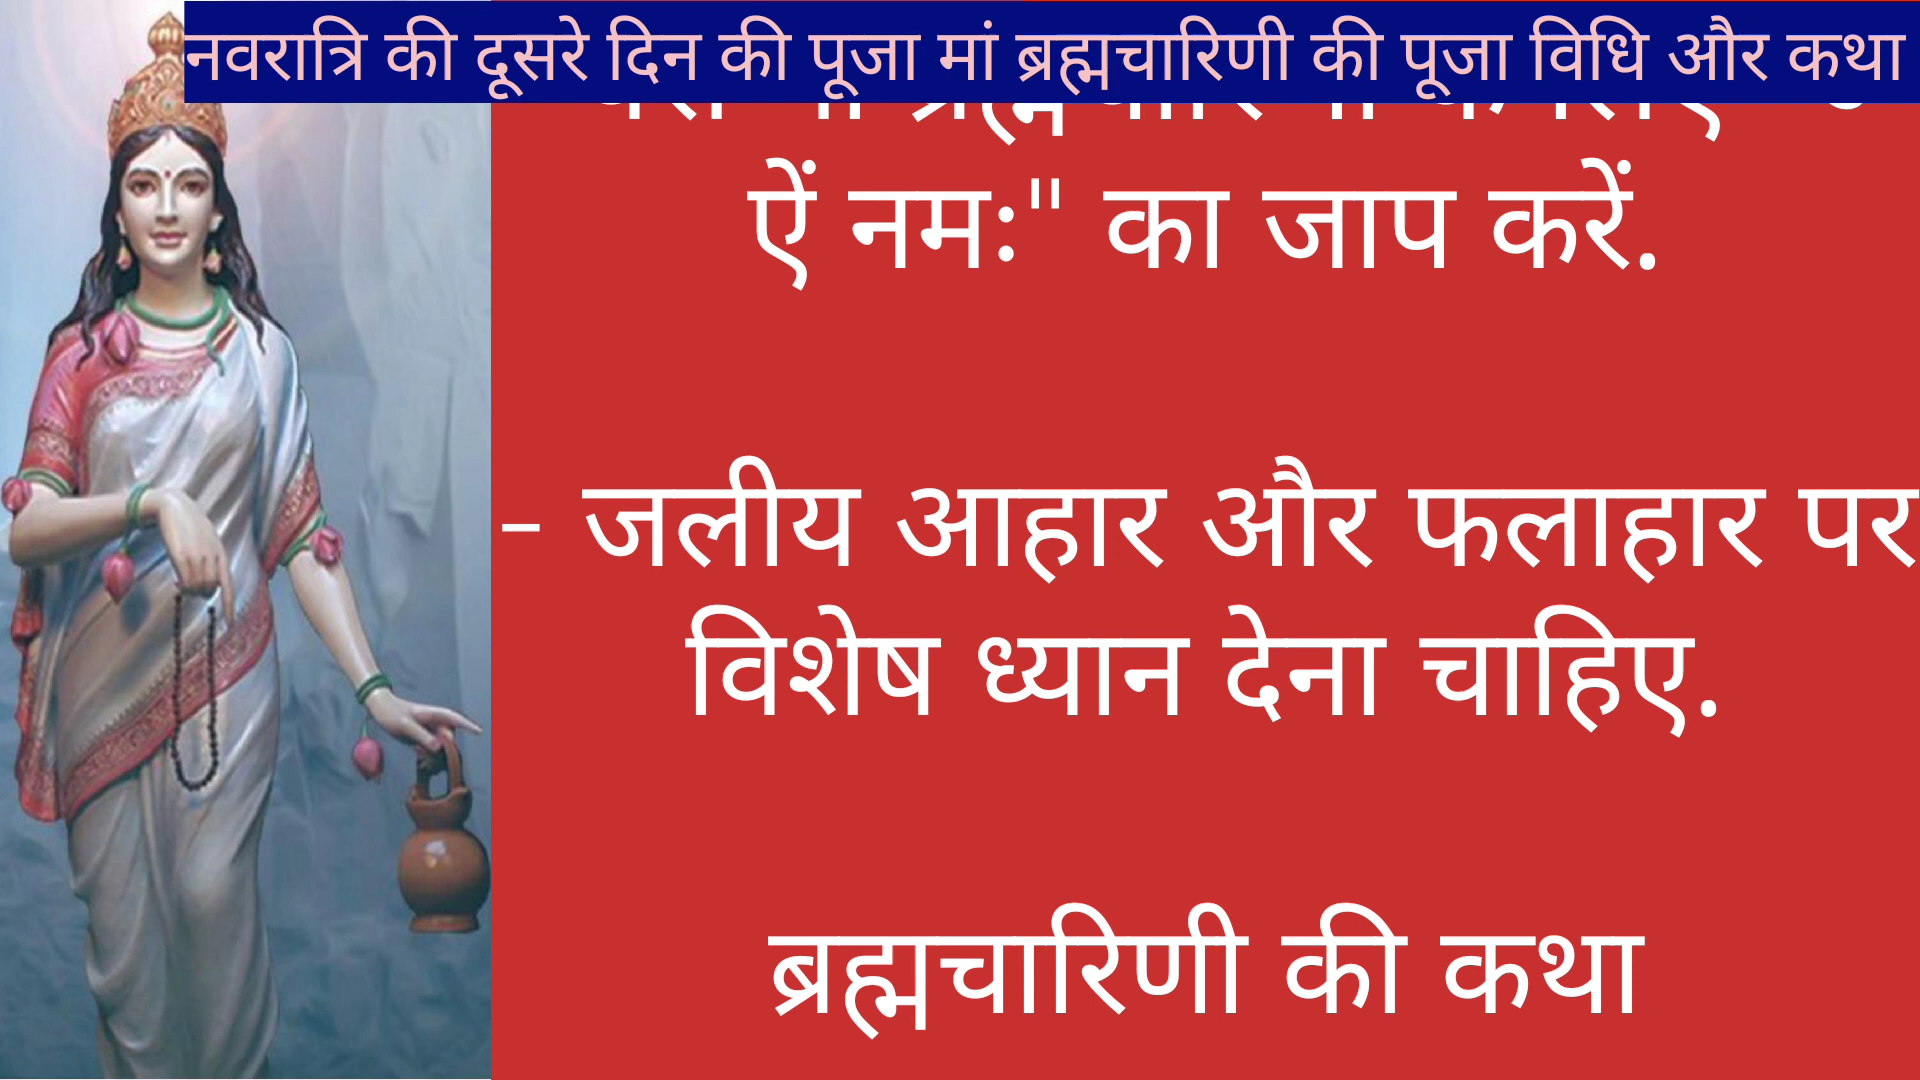 नवरात्रि की दूसरे दिन की पूजा मां ब्रह्मचारिणी की पूजा विधि और कथा
ऐं नमः" का जाप करें.
- जलीय आहार और फलाहार पर
विशेष ध्यान देना चाहिए.
ब्रह्मचारिणी की कथा